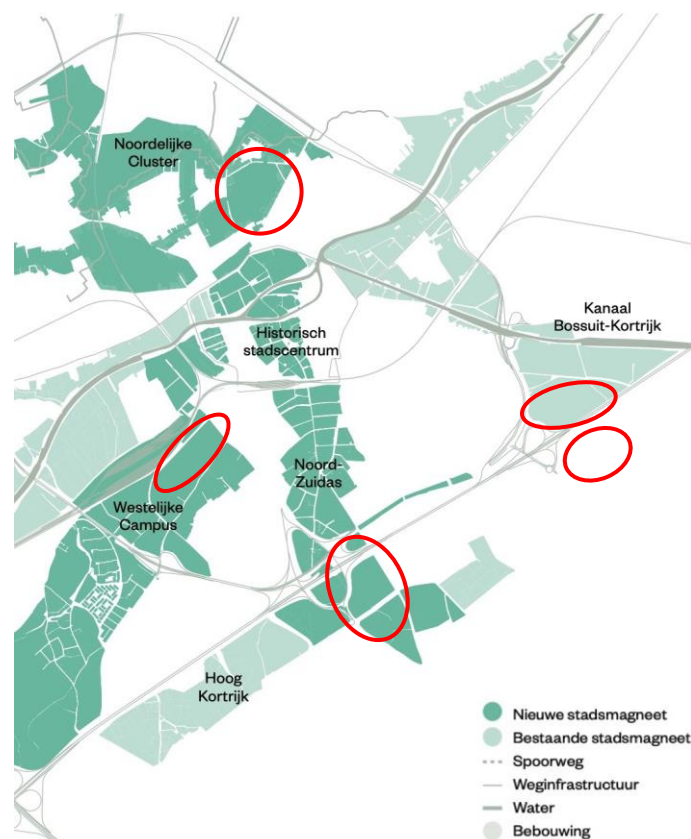 Noordelijke
Cluster
Kanaal
Bossuit-Kortrijk
Historisch
stadscentrum
Noord-
Zuidas
Westelijke
Campus
Hoog
Kortrijk
Nieuwe stadsmagneet
Bestaande stadsmagneet
Spoorweg
Weginfrastructuur
Water
Bebouwing